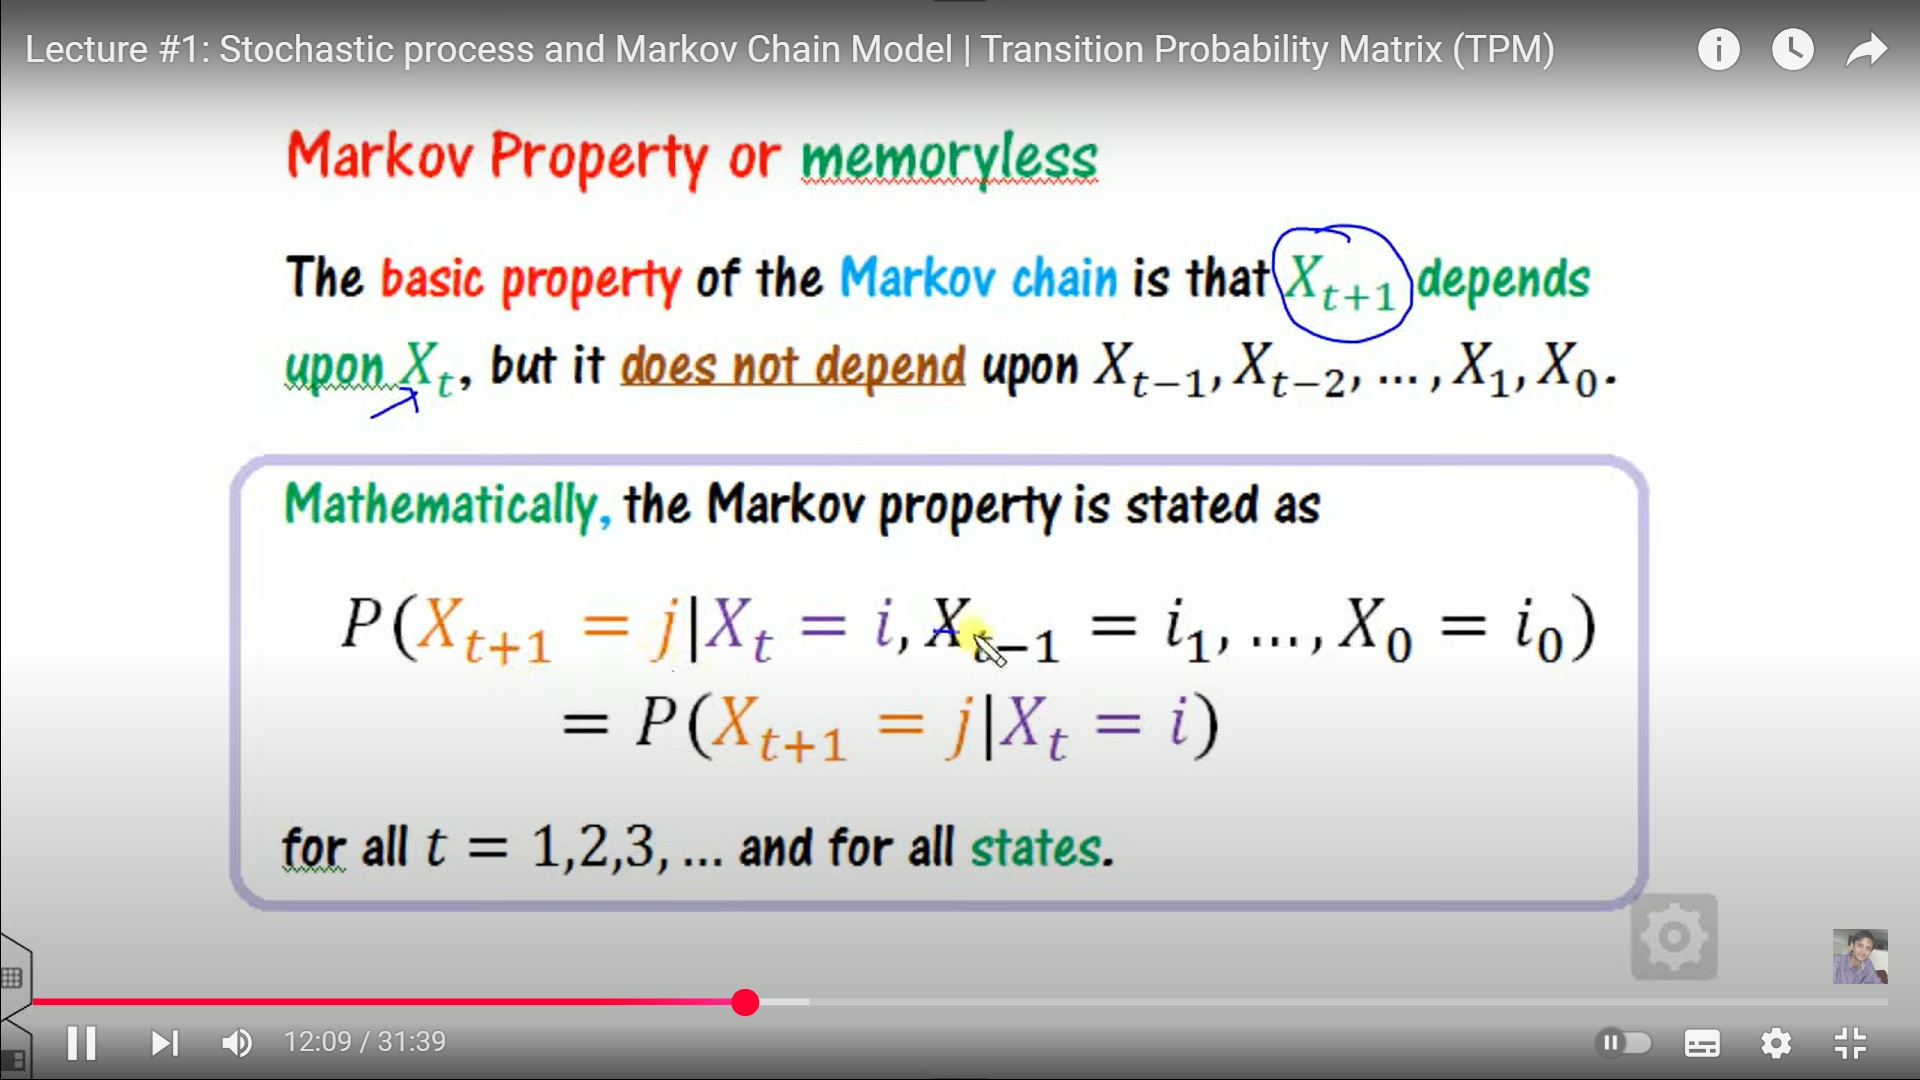 Lecture #1: Stochastic process and Markov Chain Model | Transition Probability Matrix (TPM)
Markov Property or memoryless
The basic property of the Markov chain is that X_{t+1} depends
upon X_t, but it does not depend upon X_{t−1}, X_{t−2}, ..., X_1, X_0.
Mathematically, the Markov property is stated as
P(X_{t+1} = j|X_t = i, X_{t−1} = i_1, ..., X_0 = i_0)
= P(X_{t+1} = j|X_t = i)
for all t = 1,2,3, ... and for all states.
12:09 / 31:39